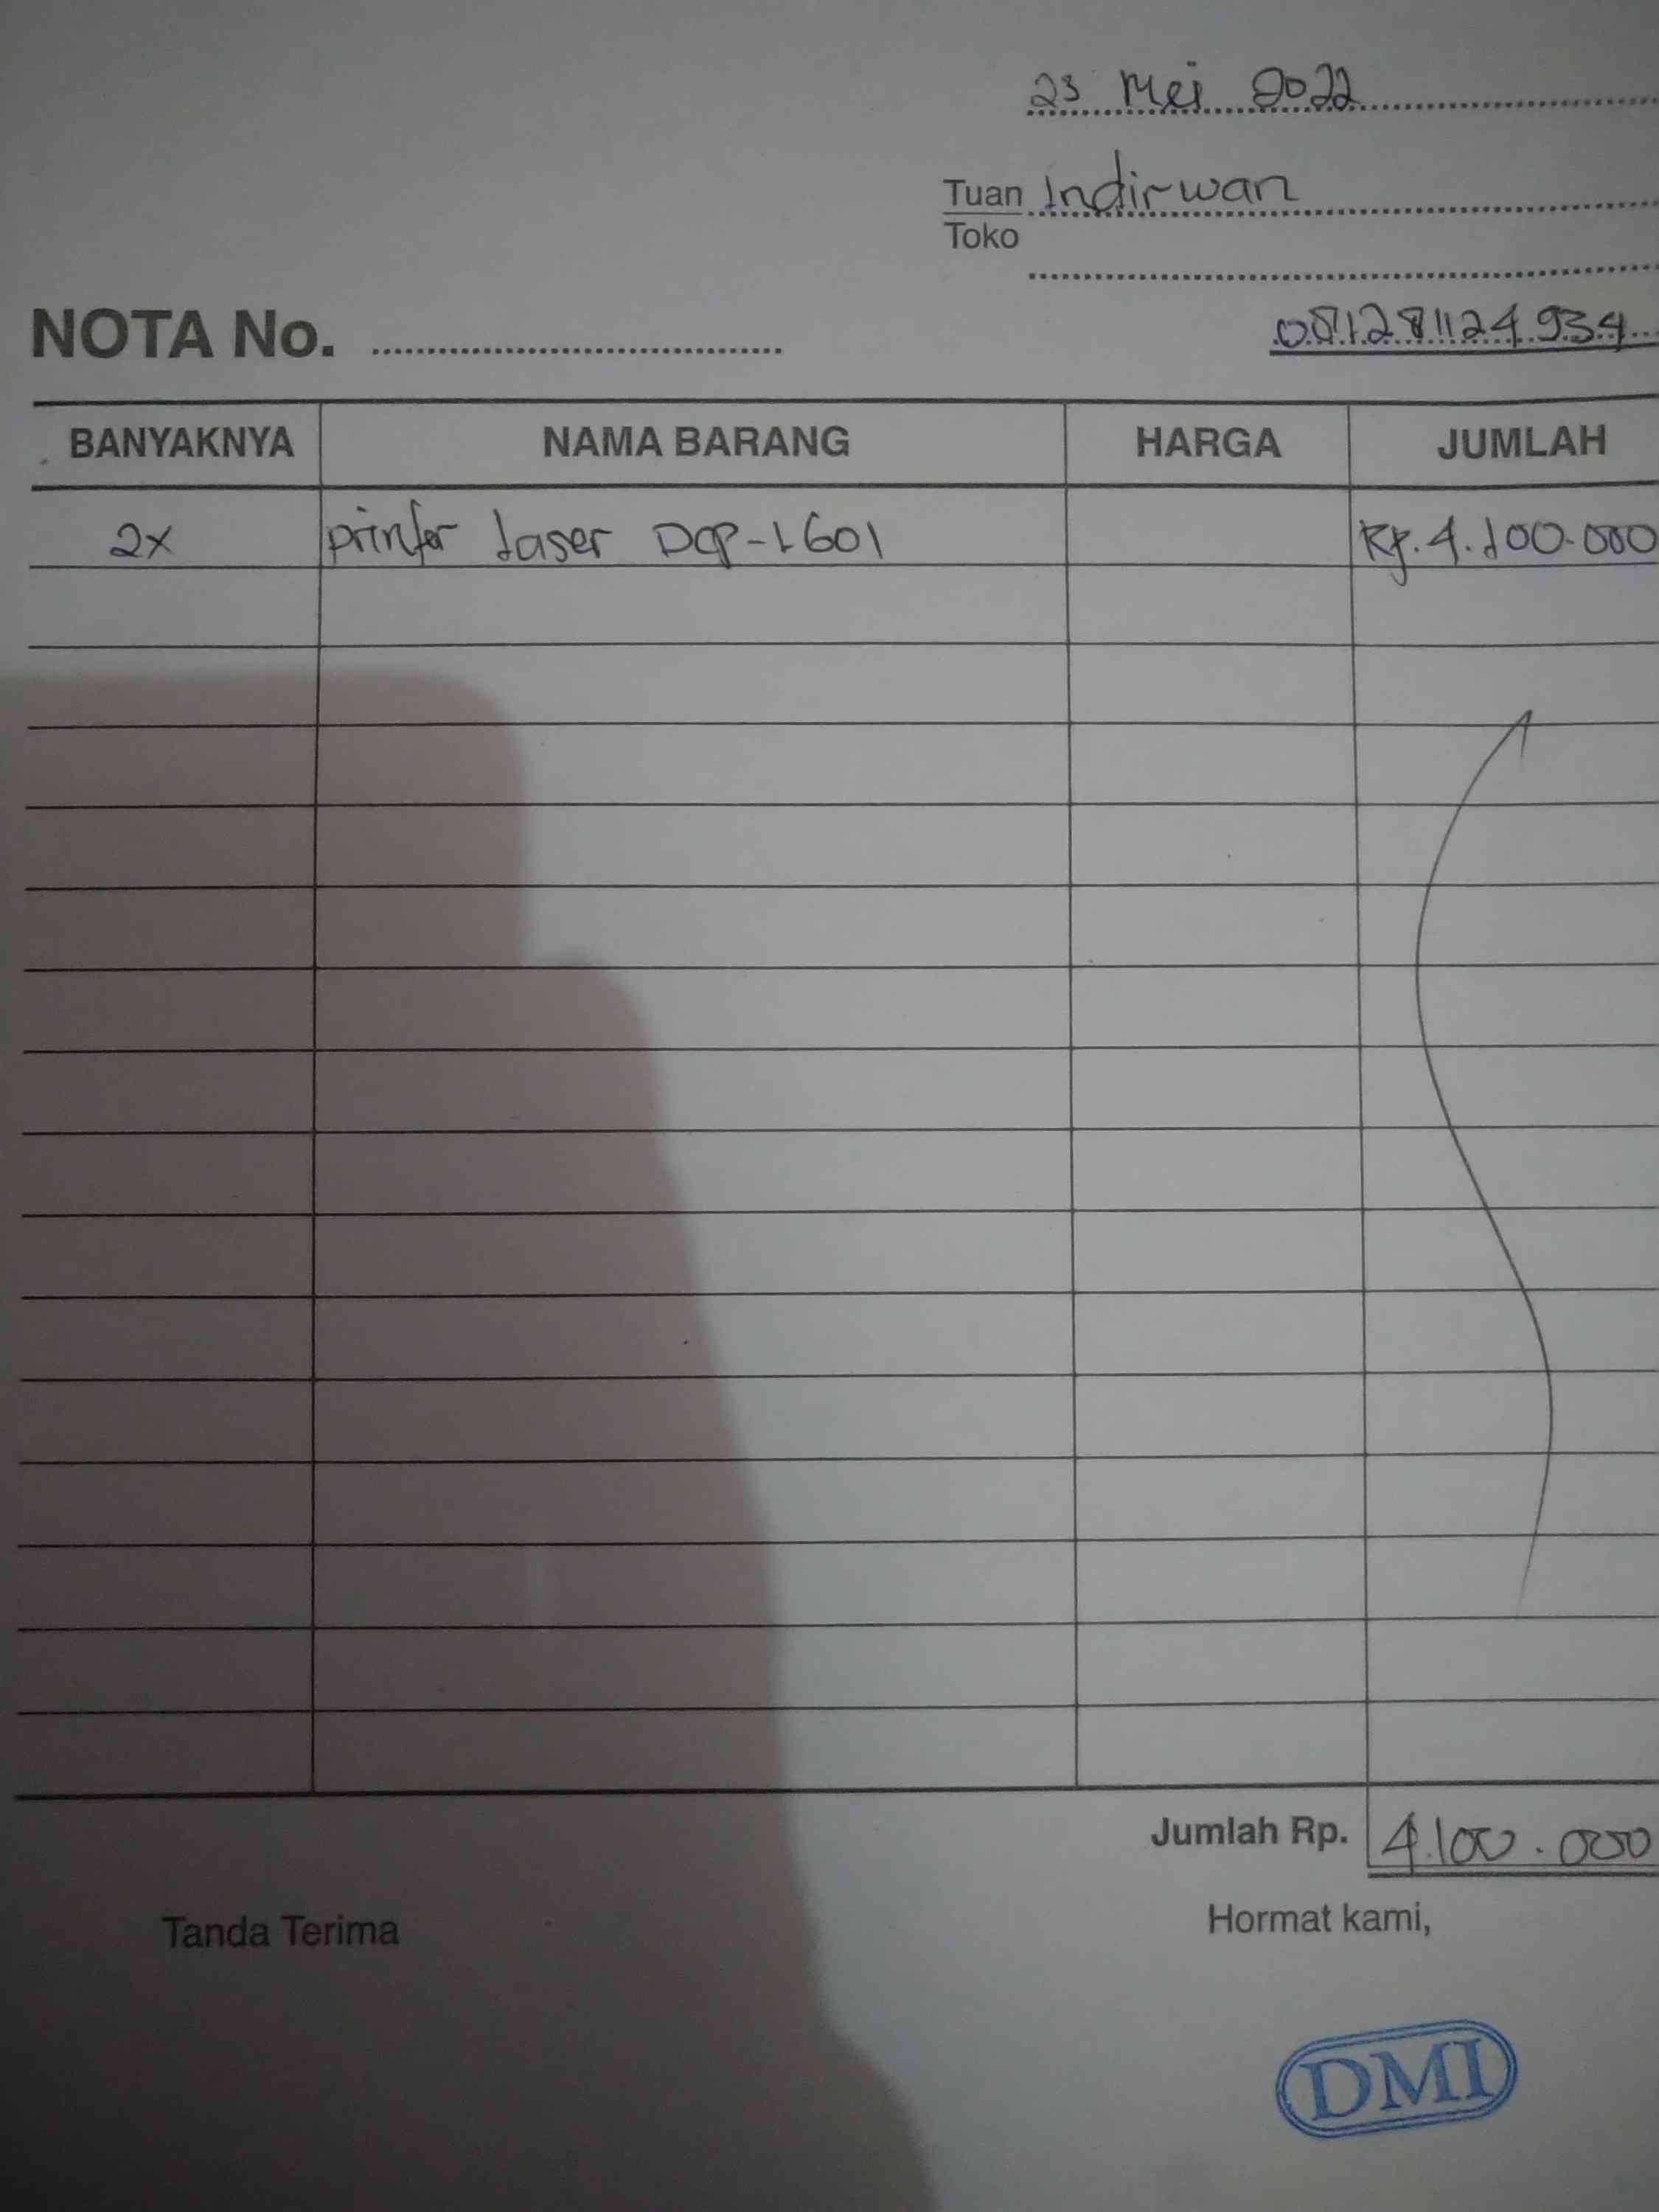 23 Mei 2022
Tuan Indirwan
Toko
NOTA No.
081281124934
BANYAKNYA NAMA BARANG HARGA JUMLAH
2x printer laser DCP-1601 Rp. 4.100.000
Jumlah Rp. 4.100.000
Tanda Terima Hormat kami,
DMI